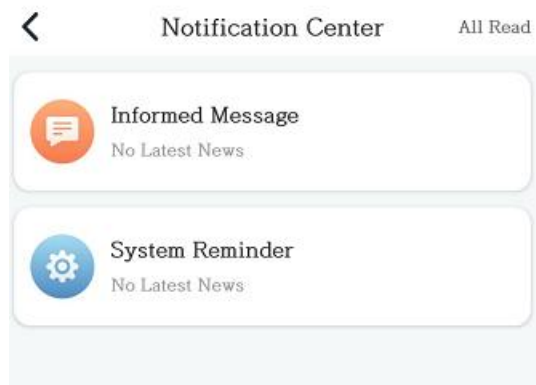 Notification Center
All Read
Informed Message
No Latest News
System Reminder
No Latest News